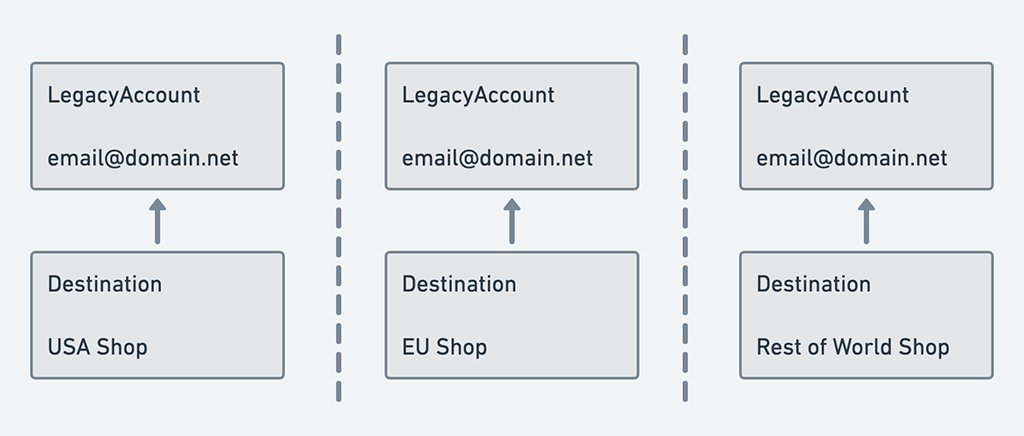 LegacyAccount
email@domain.net
Destination
USA Shop
LegacyAccount
email@domain.net
Destination
EU Shop
LegacyAccount
email@domain.net
Destination
Rest of World Shop